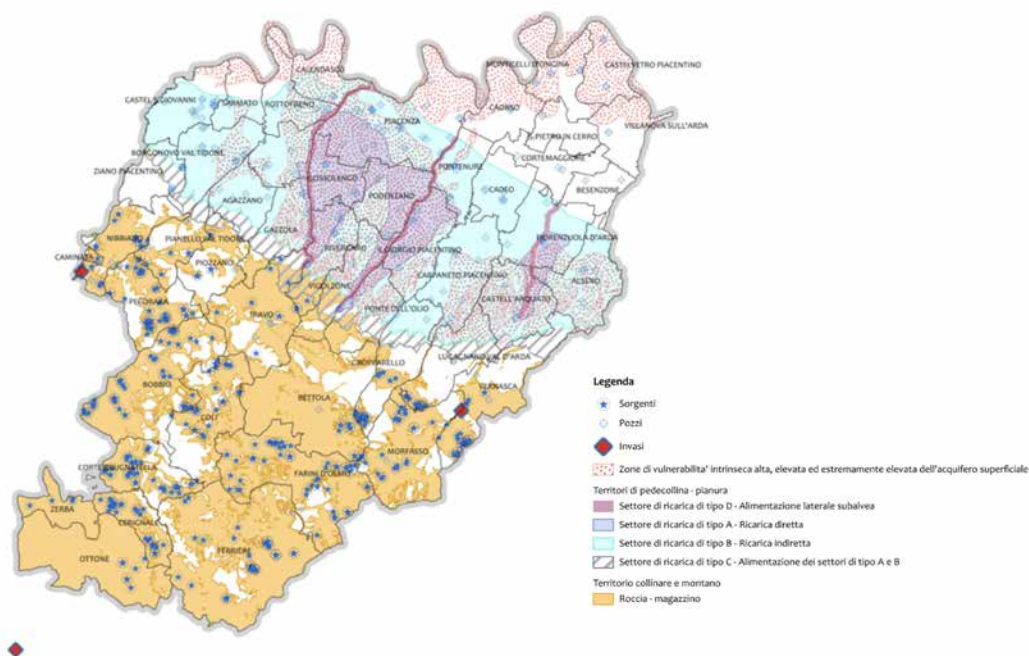 CALENDASCO
MONTICELLI D'ONGINA
CASTELVETRO PIACENTINO
CASTEL S.GIOVANNI
SARMATO
ROTTOFRENO
CAORSO
PIACENZA
VILLANOVA SULL'ARDA
S.PIETRO IN CERRO
BORGONOVO VAL TIDONE
CORTEMAGGIORE
ZIANO PIACENTINO
PONTENURE
GOSSOLENGO
BESENZONE
PODENZANO
CADEO
AGAZZANO
GAZZOLA
FIORENZUOLA D'ARDA
NIBBIANO
PIANELLO VAL TIDONE
RIVERGARO
S.GIORGIO PIACENTINO
CAMINATA
PIOZZANO
CARPANETO PIACENTINO
ALSENO
VIGOLZONE
CASTELL'ARQUATO
PECORARA
TRAVO
PONTE DELL'OLIO
LUGAGNANO VAL D'ARDA
GROPPARELLO
BOBBIO
VERNASCA
BETTOLA
COLI
MORFASSO
CORTE BRUGNATELLA
FARINI D'OLMO
ZERBA
CERIGNALE
FERRIERE
OTTONE
Legenda
Sorgenti
Pozzi
Invasi
Zone di vulnerabilita' intrinseca alta, elevata ed estremamente elevata dell'acquifero superficiale
Territori di pedecollina - pianura
Settore di ricarica di tipo D - Alimentazione laterale subalvea
Settore di ricarica di tipo A - Ricarica diretta
Settore di ricarica di tipo B - Ricarica indiretta
Settore di ricarica di tipo C - Alimentazione dei settori di tipo A e B
Territorio collinare e montano
Roccia - magazzino